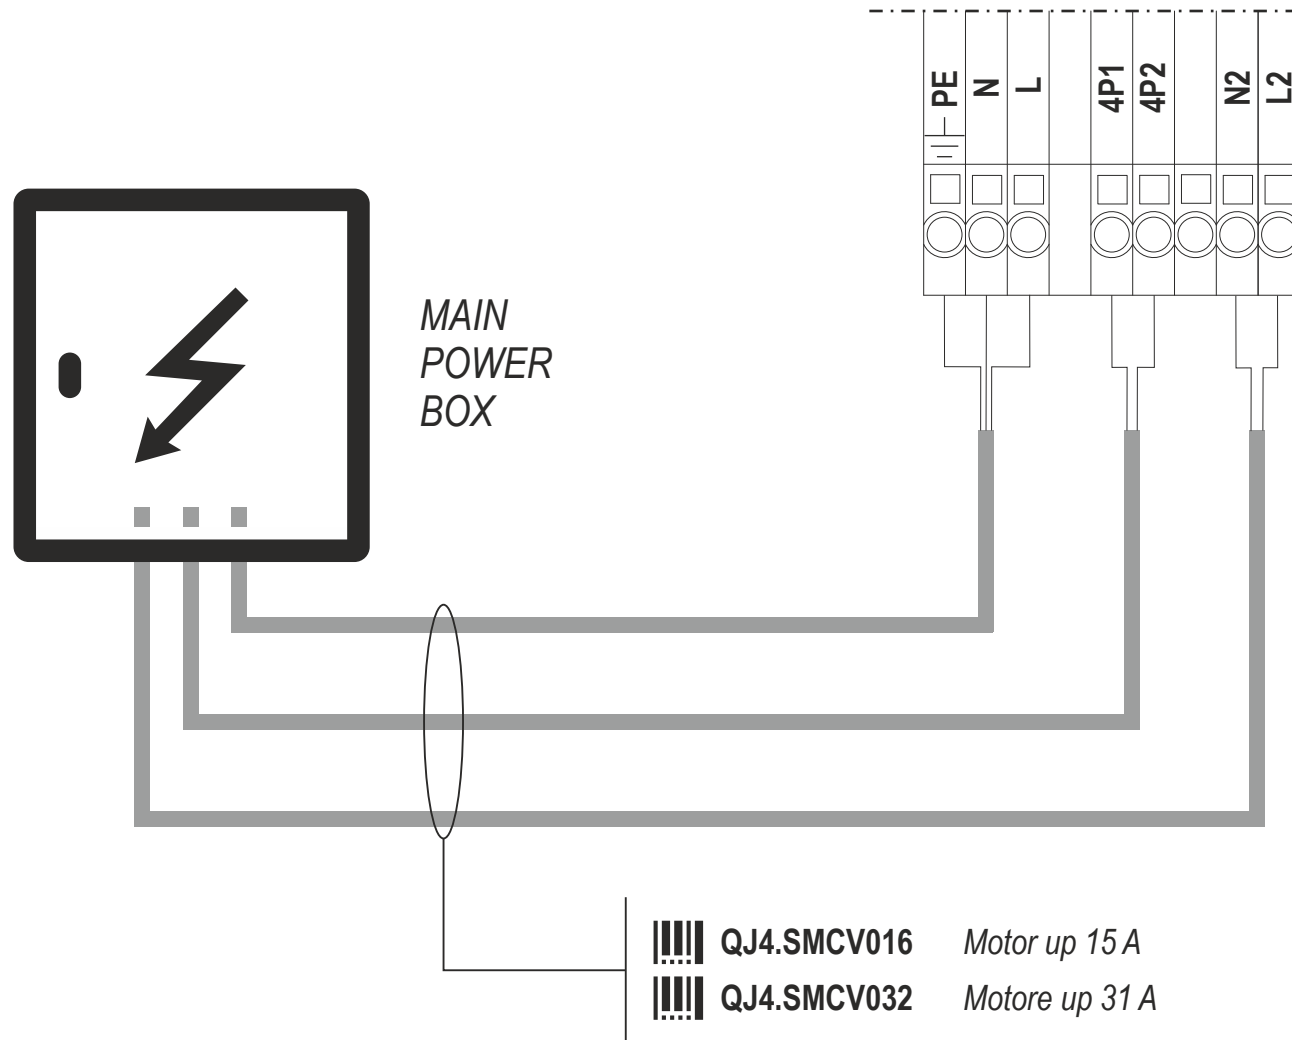 PE
N
L
4P1
4P2
N2
L2
MAIN
POWER
BOX
QJ4.SMCV016 Motor up 15 A
QJ4.SMCV032 Motore up 31 A